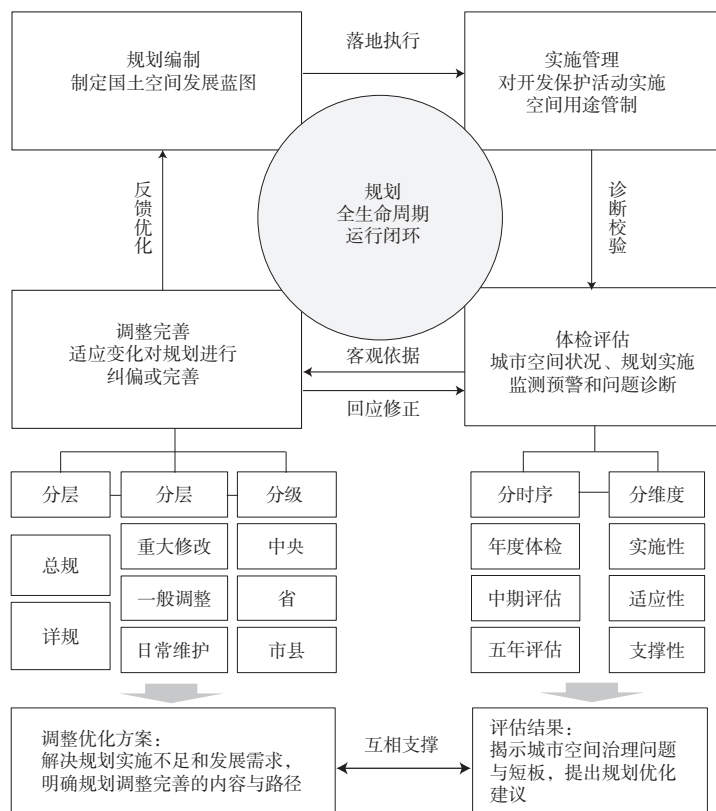 规划编制
制定国土空间发展蓝图
落地执行
实施管理
对开发保护活动实施
空间用途管制
规划
全生命周期
运行闭环
反馈优化
诊断校验
调整完善
适应变化对规划进行
纠偏或完善
客观依据
回应修正
体检评估
城市空间状况、规划实施
监测预警和问题诊断
分层
分层
分级
分时序
分维度
总规
详规
重大修改
一般调整
日常维护
中央
省
市县
年度体检
中期评估
五年评估
实施性
适应性
支撑性
调整优化方案：
解决规划实施不足和发展需求，
明确规划调整完善的内容与路径
互相支撑
评估结果：
揭示城市空间治理问题
与短板，提出规划优化
建议